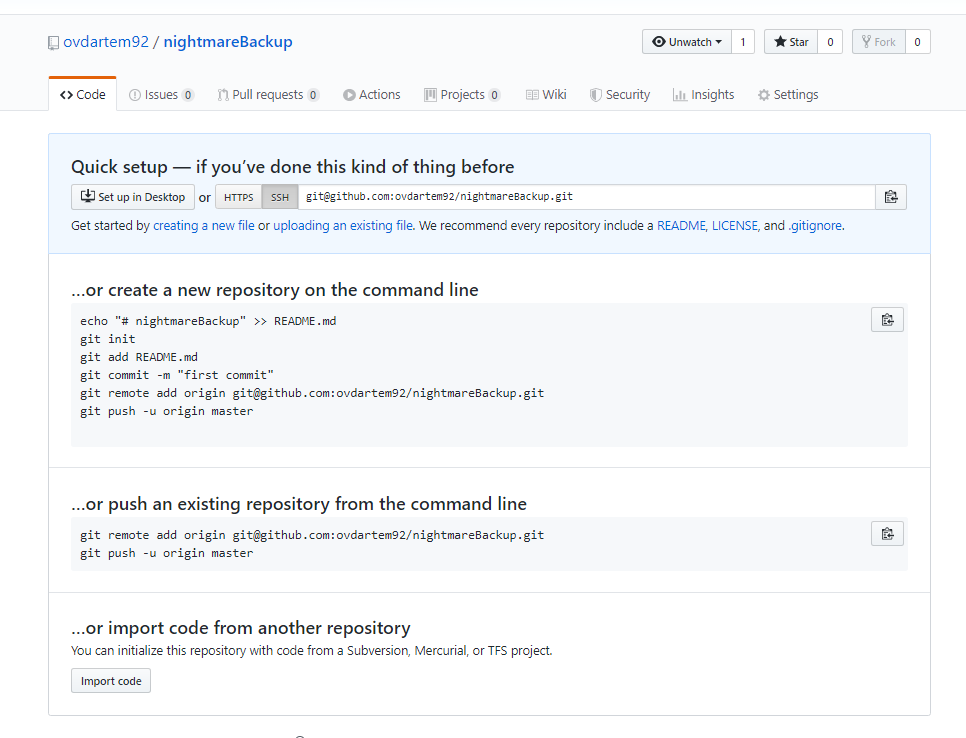 ovdartem92 / nightmareBackup
Unwatch 1 Star 0 Fork 0
Code Issues 0 Pull requests 0 Actions Projects 0 Wiki Security Insights Settings
Quick setup — if you’ve done this kind of thing before
Set up in Desktop or HTTPS SSH git@github.com:ovdartem92/nightmareBackup.git
Get started by creating a new file or uploading an existing file. We recommend every repository include a README, LICENSE, and .gitignore.
…or create a new repository on the command line
echo "# nightmareBackup" >> README.md
git init
git add README.md
git commit -m "first commit"
git remote add origin git@github.com:ovdartem92/nightmareBackup.git
git push -u origin master
…or push an existing repository from the command line
git remote add origin git@github.com:ovdartem92/nightmareBackup.git
git push -u origin master
…or import code from another repository
You can initialize this repository with code from a Subversion, Mercurial, or TFS project.
Import code